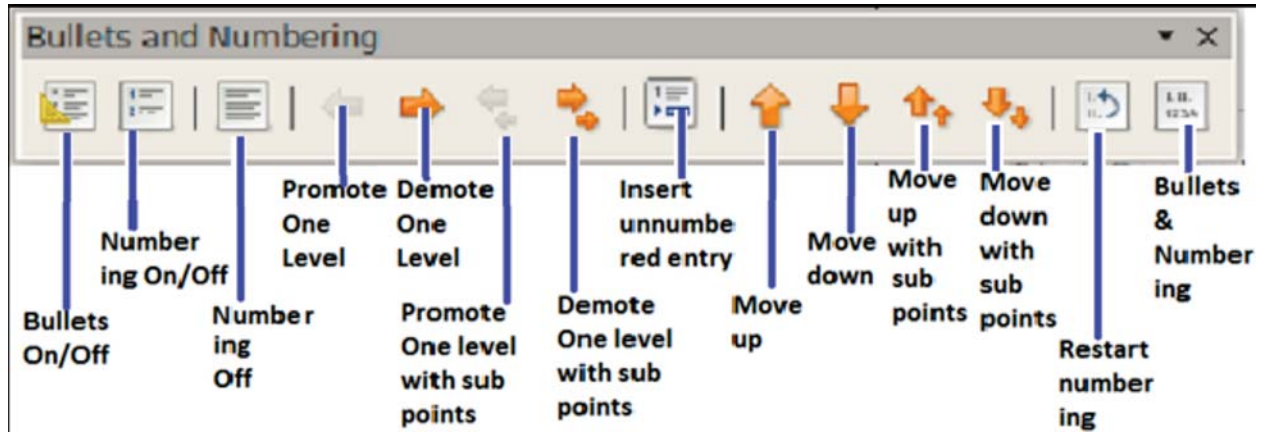 Bullets and Numbering
Bullets
On/Off
Number
ing On/Off
Number
ing
Off
Promote
One
Level
Demote
One
Level
Promote
One level
with sub
points
Demote
One level
with sub
points
Insert
unnumbe
red entry
Move
up
Move
down
Move
up
with
sub
points
Move
down
with
sub
points
Restart
number
ing
Bullets
&
Number
ing